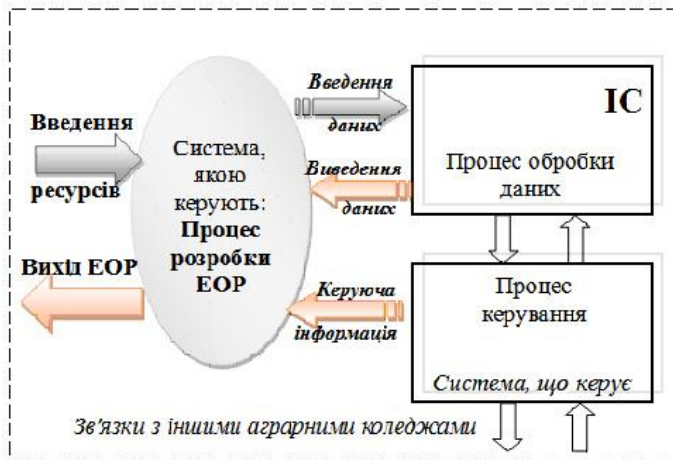 Введення
ресурсів
Вихід ЕОР
Система,
якою
керують:
Процес
розробки
ЕОР
Введення
даних
Виведення
даних
Керуюча
інформація
ІС
Процес обробки
даних
Процес
керування
Система, що керує
Зв'язки з іншими аграрними коледжами